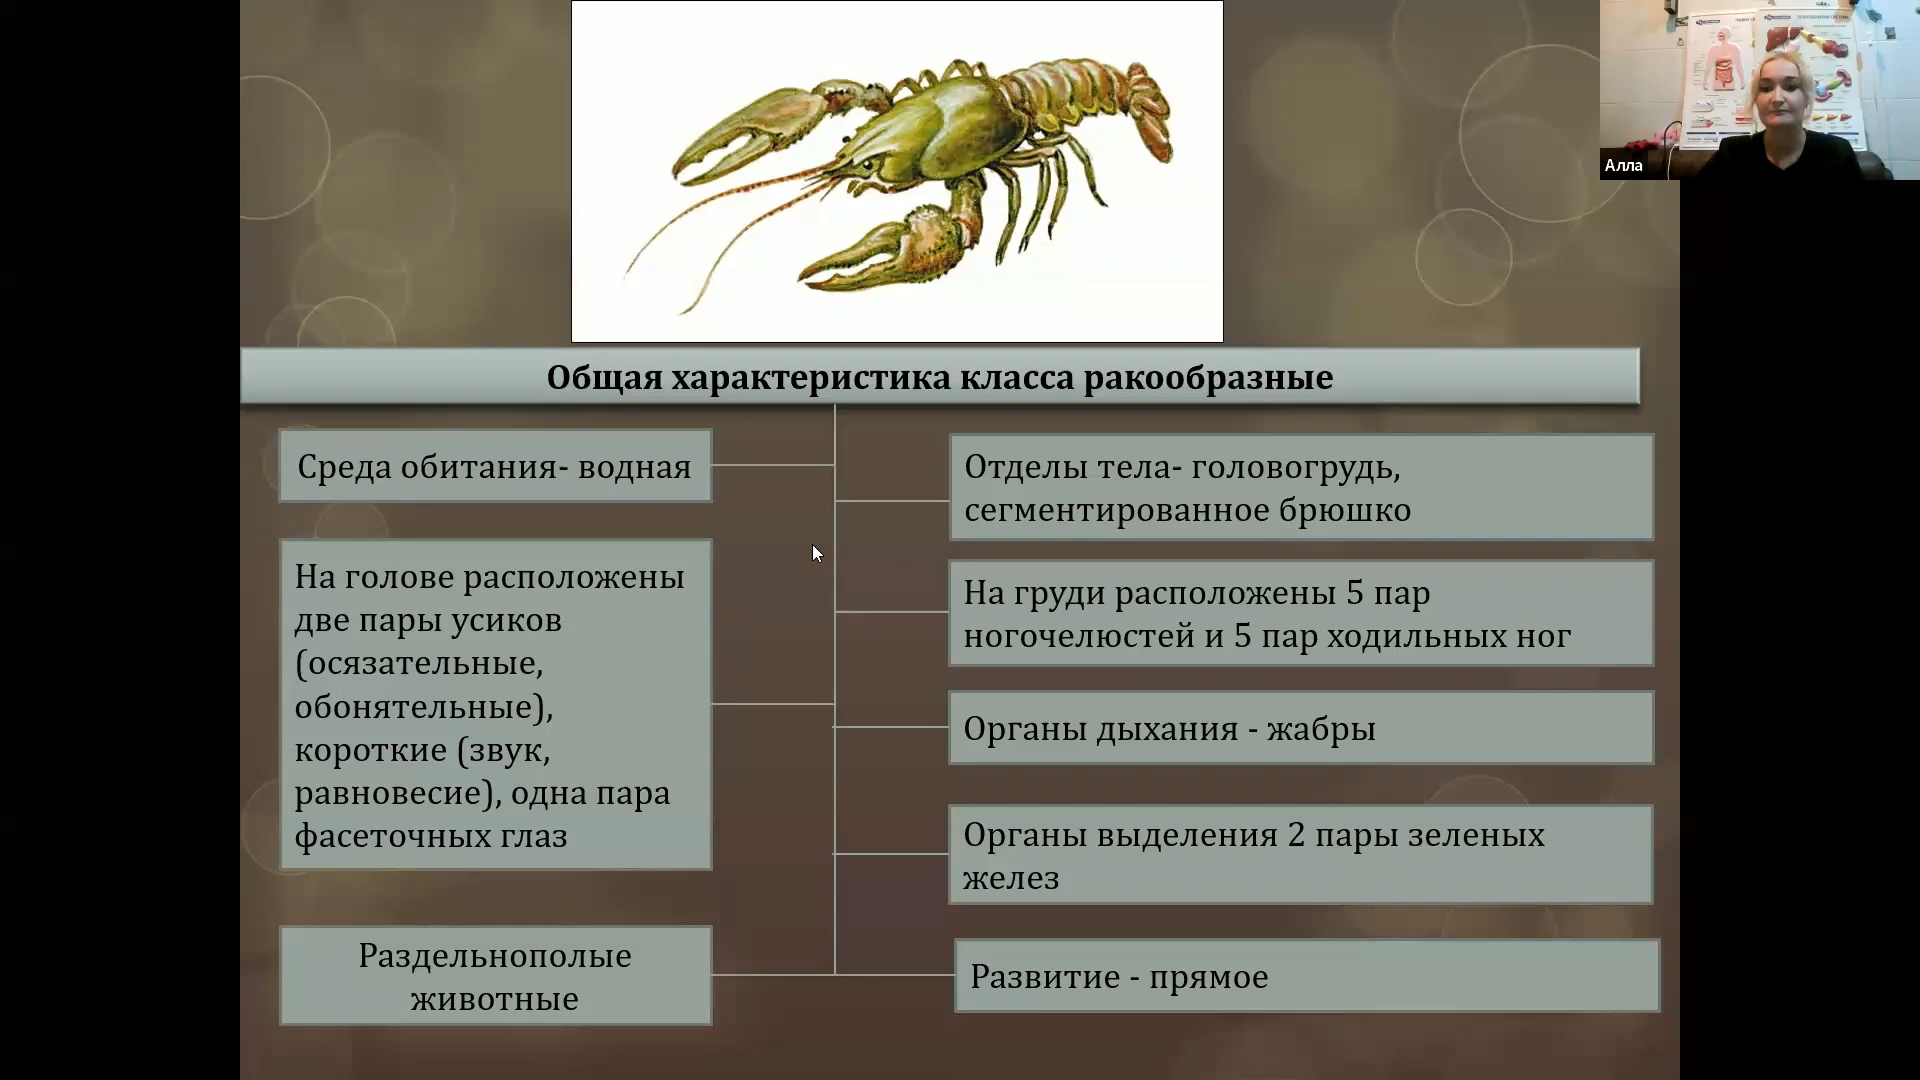 Алла
Общая характеристика класса ракообразные
Среда обитания- водная
На голове расположены
две пары усиков
(осязательные,
обонятельные),
короткие (звук,
равновесие), одна пара
фасеточных глаз
Раздельнополые
животные
Отделы тела- головогрудь,
сегментированное брюшко
На груди расположены 5 пар
ногочелюстей и 5 пар ходильных ног
Органы дыхания - жабры
Органы выделения 2 пары зеленых
желез
Развитие - прямое